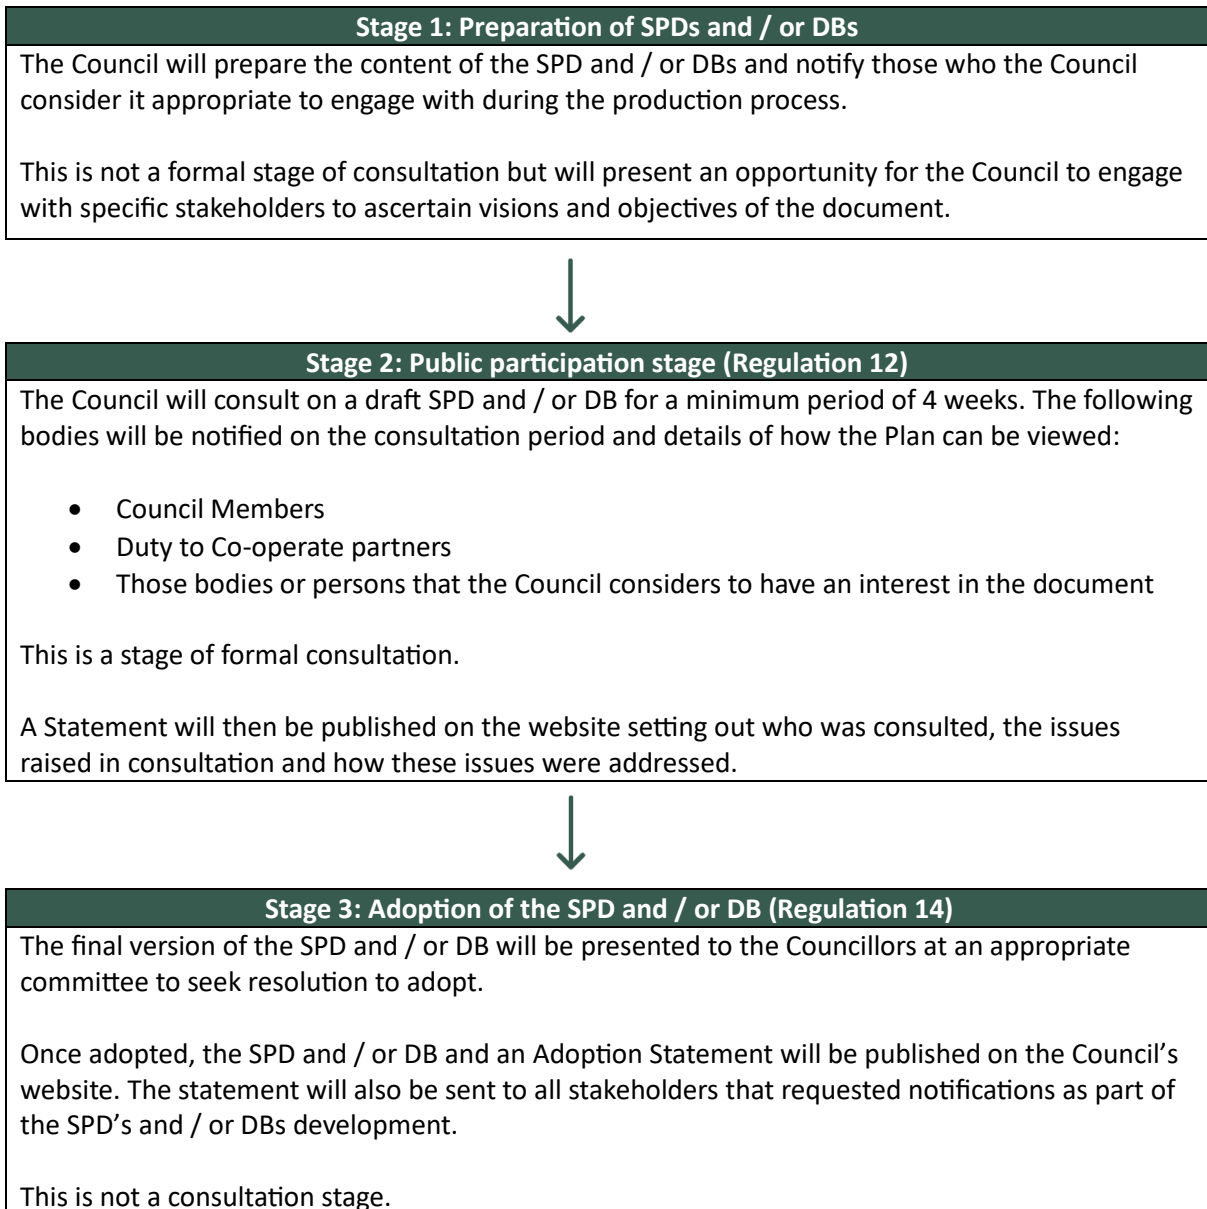 Stage 1: Preparation of SPDs and / or DBs
The Council will prepare the content of the SPD and / or DBs and notify those who the Council
consider it appropriate to engage with during the production process.
This is not a formal stage of consultation but will present an opportunity for the Council to engage
with specific stakeholders to ascertain visions and objectives of the document.
Stage 2: Public participation stage (Regulation 12)
The Council will consult on a draft SPD and / or DB for a minimum period of 4 weeks. The following
bodies will be notified on the consultation period and details of how the Plan can be viewed:
• Council Members
• Duty to Co-operate partners
• Those bodies or persons that the Council considers to have an interest in the document
This is a stage of formal consultation.
A Statement will then be published on the website setting out who was consulted, the issues
raised in consultation and how these issues were addressed.
Stage 3: Adoption of the SPD and / or DB (Regulation 14)
The final version of the SPD and / or DB will be presented to the Councillors at an appropriate
committee to seek resolution to adopt.
Once adopted, the SPD and / or DB and an Adoption Statement will be published on the Council’s
website. The statement will also be sent to all stakeholders that requested notifications as part of
the SPD’s and / or DBs development.
This is not a consultation stage.